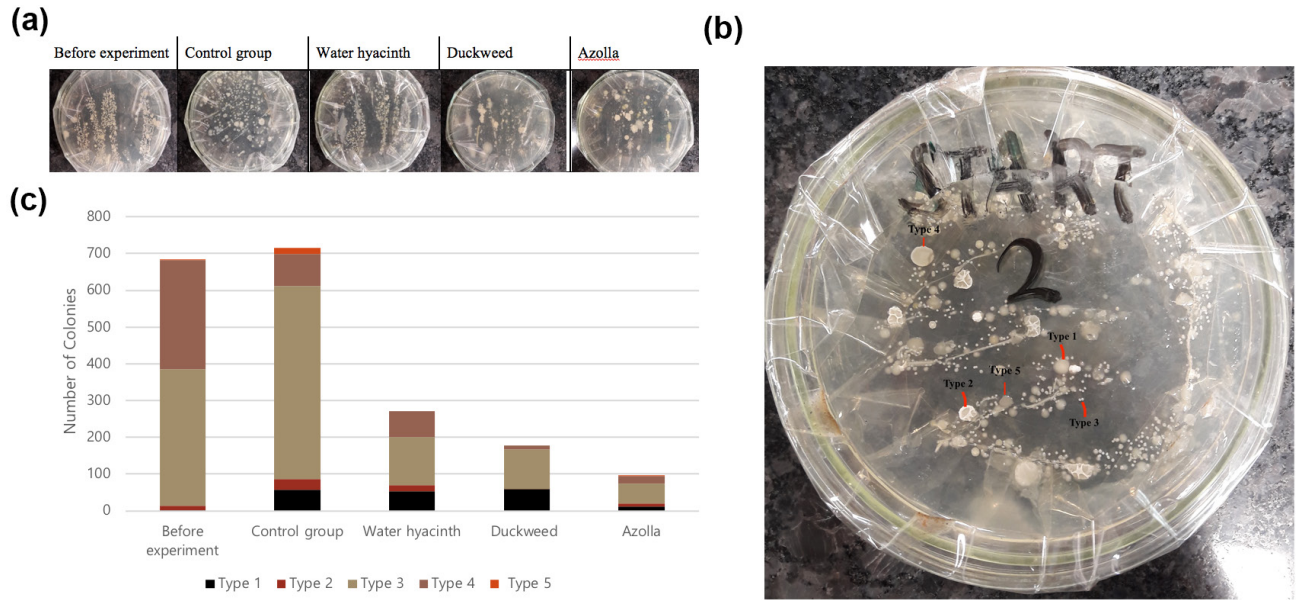 (a)
Before experiment Control group Water hyacinth Duckweed Azolla
(b)
START
2
Type 4
Type 1
Type 5
Type 2
Type 3
(c)
Number of Colonies
800
700
600
500
400
300
200
100
0
Before experiment Control group Water hyacinth Duckweed Azolla
Type 1 Type 2 Type 3 Type 4 Type 5